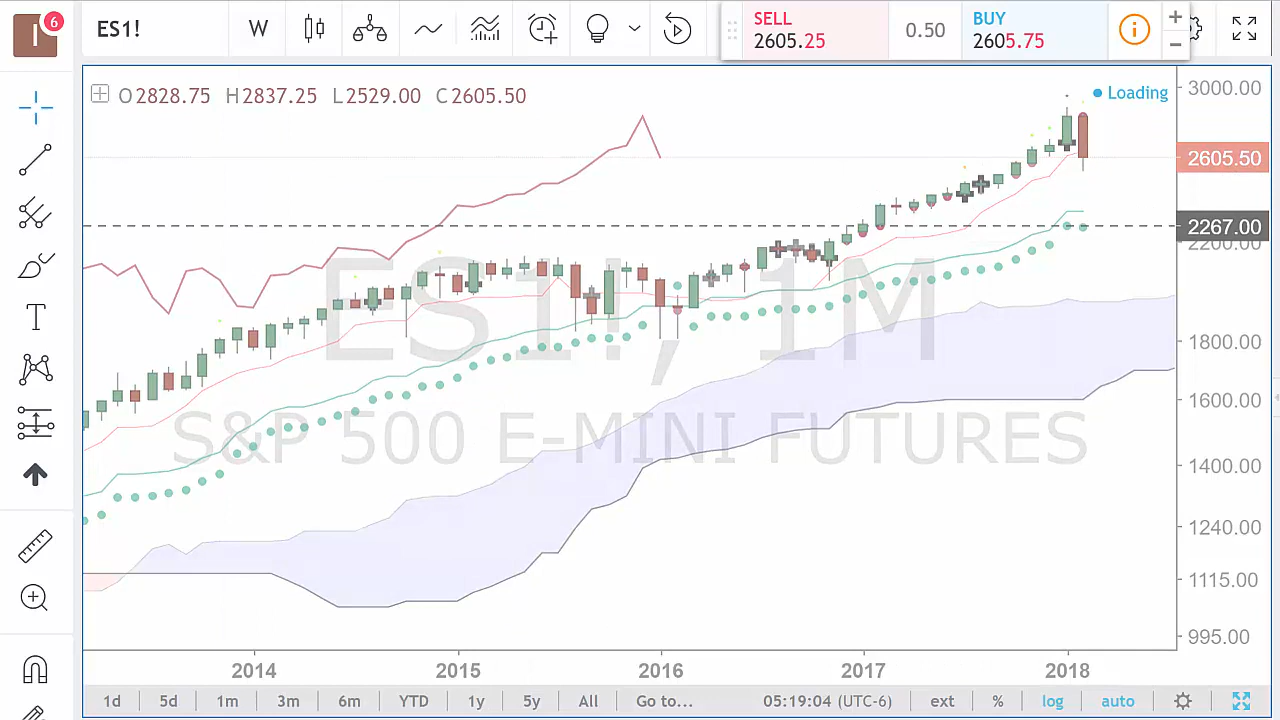 I 6
ES1!
W
SELL
2605.25
0.50
BUY
2605.75
O2828.75 H2837.25 L2529.00 C2605.50
Loading
3000.00
2605.50
2267.00
2200.00
1800.00
1600.00
1400.00
1240.00
1115.00
995.00
ES1!, 1M
S&P 500 E-MINI FUTURES
T
2014 2015 2016 2017 2018
1d 5d 1m 3m 6m YTD 1y 5y All Go to... 05:19:04 (UTC-6) ext % log auto